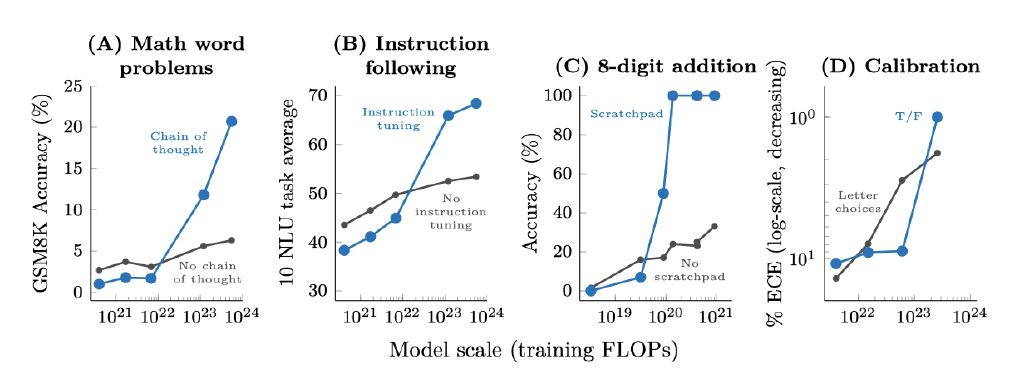 (A) Math word
problems
GSM8K Accuracy (%)
25
20
15
10
5
0
Chain of
thought
No chain
of thought
10^21 10^22 10^23 10^24
(B) Instruction
following
10 NLU task average
70
60
50
40
30
Instruction
tuning
No
instruction
tuning
10^21 10^22 10^23 10^24
(C) 8-digit addition
Accuracy (%)
100
80
60
40
20
0
Scratchpad
No
scratchpad
10^19 10^20 10^21
(D) Calibration
% ECE (log-scale, decreasing)
10^0
10^1
T/F
Letter
choices
10^22 10^23 10^24
Model scale (training FLOPs)